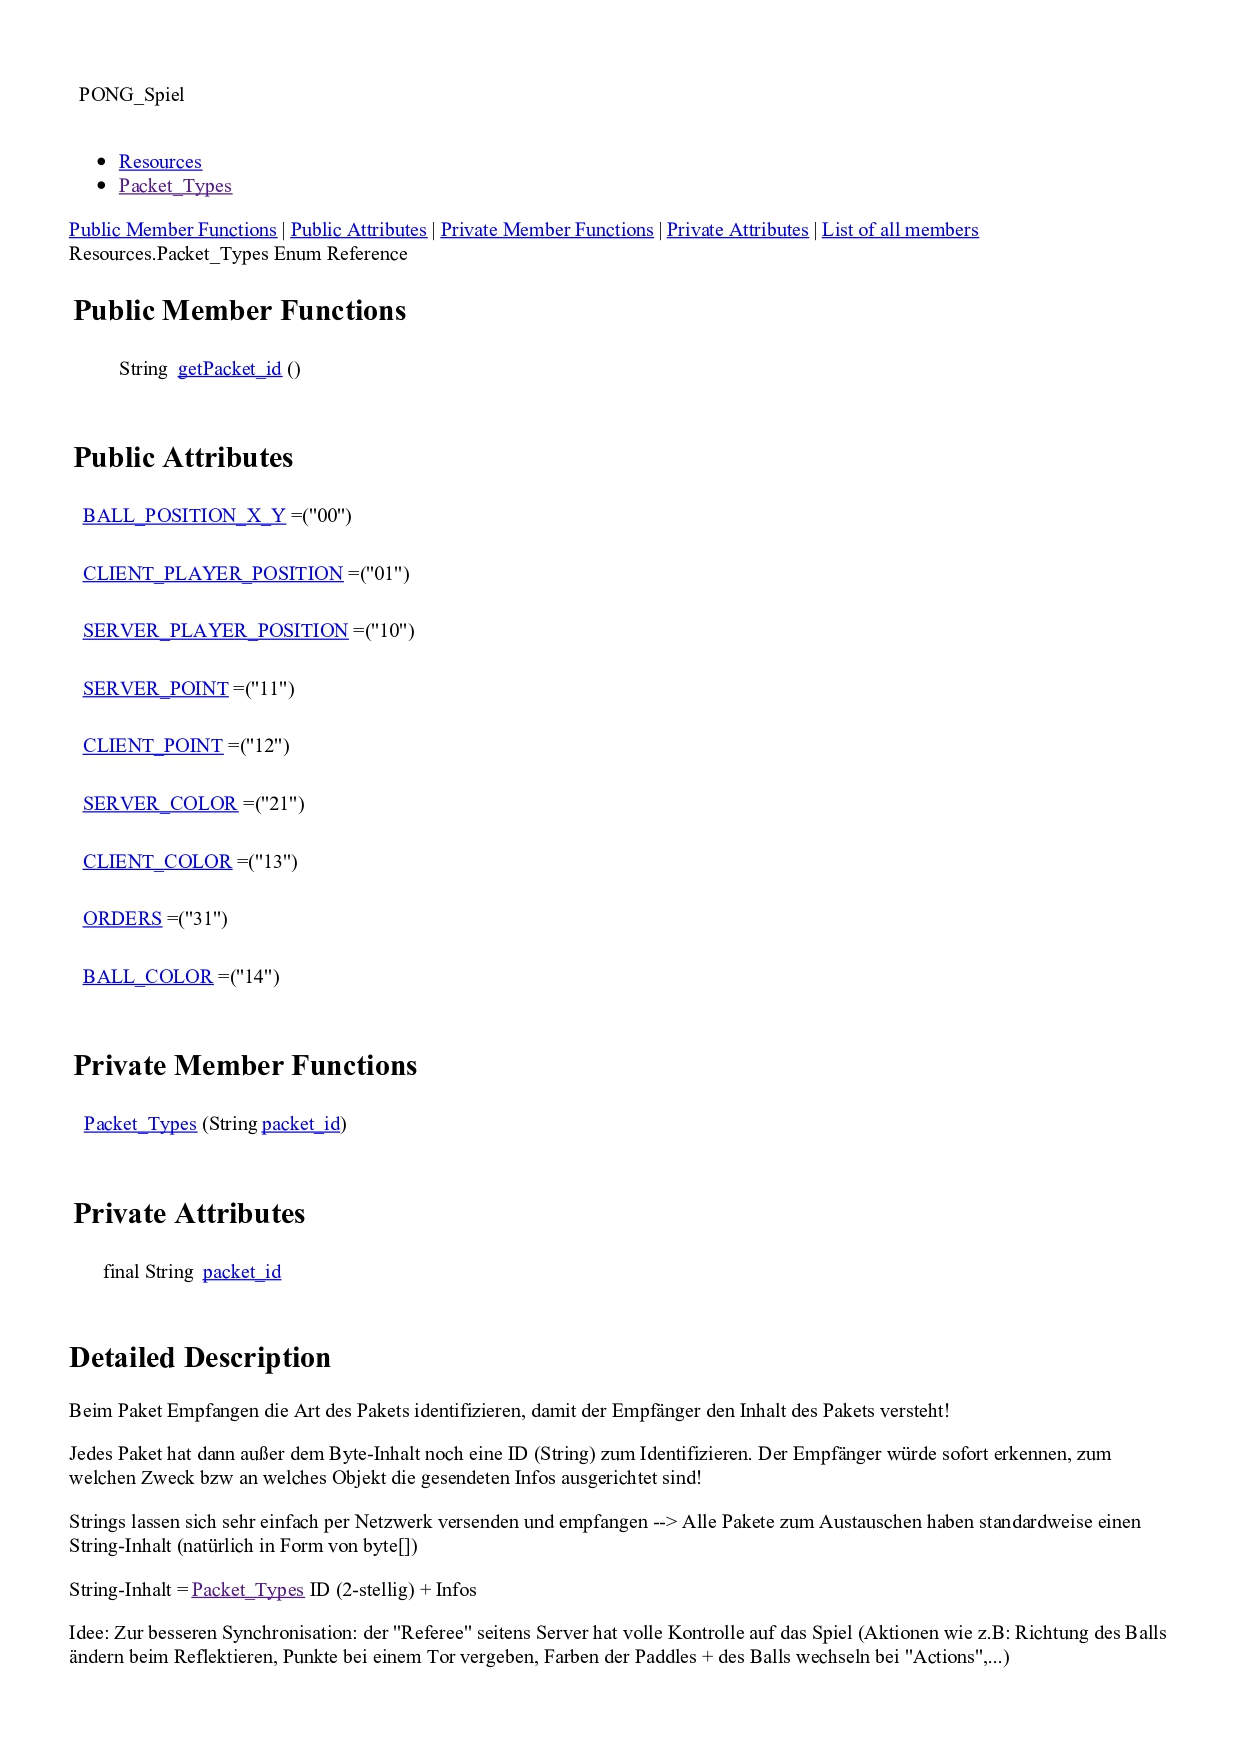 PONG_Spiel
Resources
Packet_Types
Public Member Functions | Public Attributes | Private Member Functions | Private Attributes | List of all members
Resources.Packet_Types Enum Reference
Public Member Functions
String getPacket_id ()
Public Attributes
BALL_POSITION_X_Y =("00")
CLIENT_PLAYER_POSITION =("01")
SERVER_PLAYER_POSITION =("10")
SERVER_POINT =("11")
CLIENT_POINT =("12")
SERVER_COLOR =("21")
CLIENT_COLOR =("13")
ORDERS =("31")
BALL_COLOR =("14")
Private Member Functions
Packet_Types (String packet_id)
Private Attributes
final String packet_id
Detailed Description
Beim Paket Empfangen die Art des Pakets identifizieren, damit der Empfänger den Inhalt des Pakets versteht!
Jedes Paket hat dann außer dem Byte-Inhalt noch eine ID (String) zum Identifizieren. Der Empfänger würde sofort erkennen, zum
welchen Zweck bzw an welches Objekt die gesendeten Infos ausgerichtet sind!
Strings lassen sich sehr einfach per Netzwerk versenden und empfangen --> Alle Pakete zum Austauschen haben standardweise einen
String-Inhalt (natürlich in Form von byte[])
String-Inhalt = Packet_Types ID (2-stellig) + Infos
Idee: Zur besseren Synchronisation: der "Referee" seitens Server hat volle Kontrolle auf das Spiel (Aktionen wie z.B: Richtung des Balls
ändern beim Reflektieren, Punkte bei einem Tor vergeben, Farben der Paddles + des Balls wechseln bei "Actions",...)